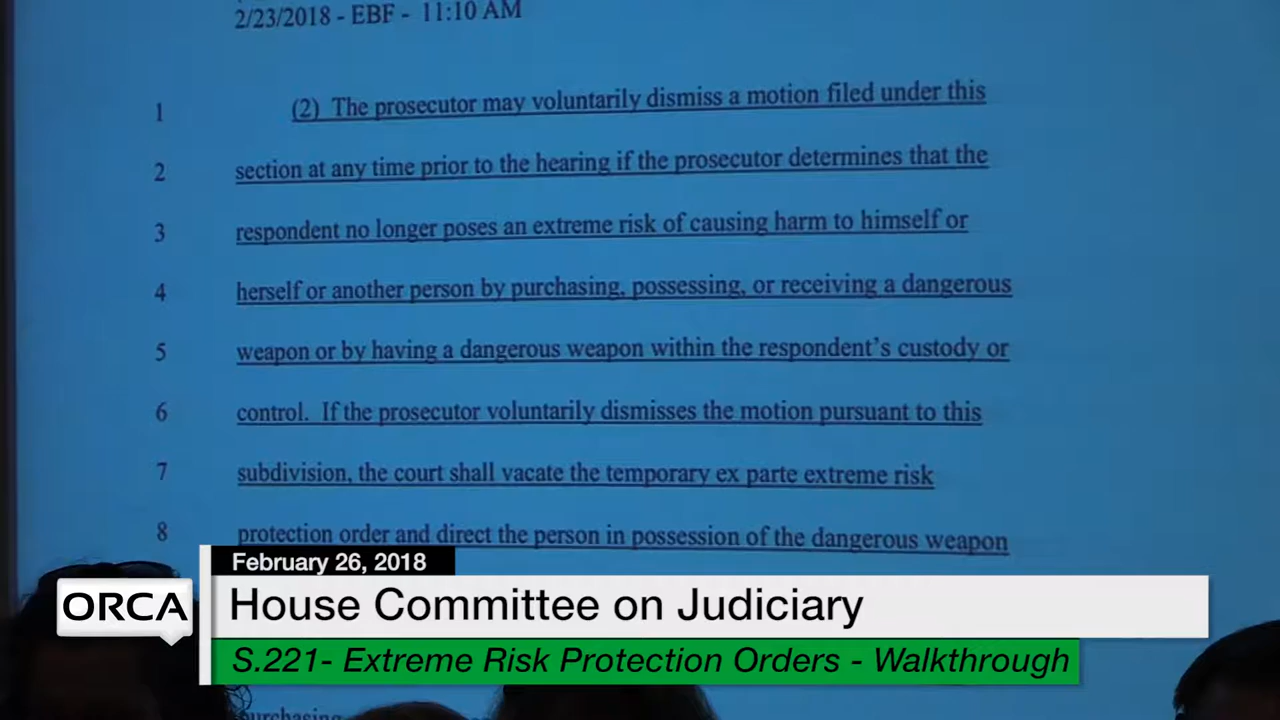 2/23/2018 - EBF - 11:10 AM
1 (2) The prosecutor may voluntarily dismiss a motion filed under this
2 section at any time prior to the hearing if the prosecutor determines that the
3 respondent no longer poses an extreme risk of causing harm to himself or
4 herself or another person by purchasing, possessing, or receiving a dangerous
5 weapon or by having a dangerous weapon within the respondent's custody or
6 control. If the prosecutor voluntarily dismisses the motion pursuant to this
7 subdivision, the court shall vacate the temporary ex parte extreme risk
8 protection order and direct the person in possession of the dangerous weapon
February 26, 2018
ORCA
House Committee on Judiciary
S.221- Extreme Risk Protection Orders - Walkthrough
purchasing